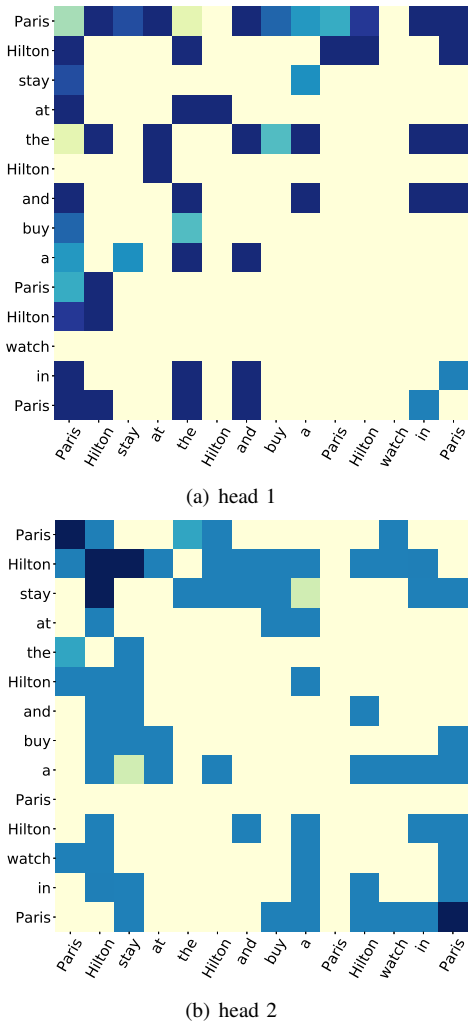 Paris
Hilton
stay
at
the
Hilton
and
buy
a
Paris
Hilton
watch
in
Paris
Paris Hilton stay at the Hilton and buy a Paris Hilton watch in Paris
(a) head 1
Paris
Hilton
stay
at
the
Hilton
and
buy
a
Paris
Hilton
watch
in
Paris
Paris Hilton stay at the Hilton and buy a Paris Hilton watch in Paris
(b) head 2